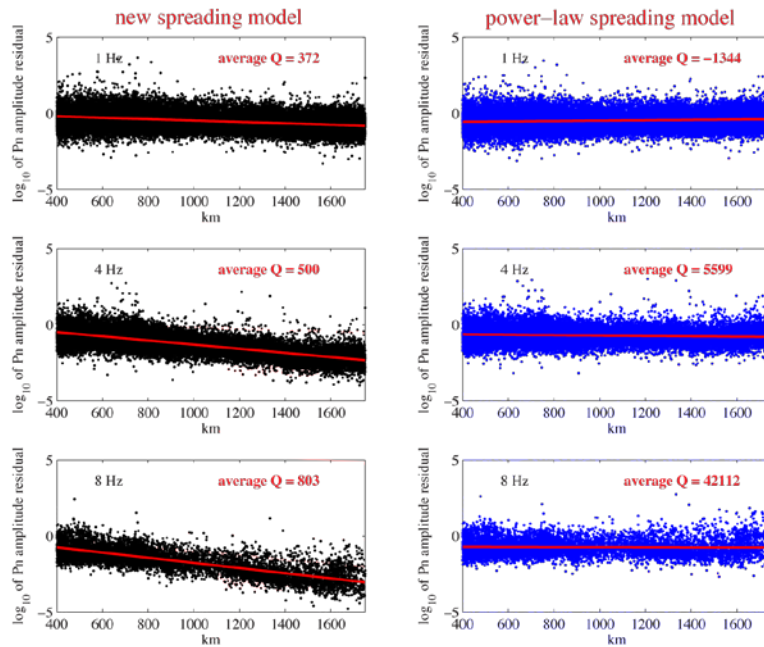 new spreading model
power-law spreading model
1 Hz
average Q = 372
5
0
-5
log10 of Pn amplitude residual
400 600 800 1000 1200 1400 1600
km
1 Hz
average Q = -1344
5
0
-5
log10 of Pn amplitude residual
400 600 800 1000 1200 1400 1600
km
4 Hz
average Q = 500
5
0
-5
log10 of Pn amplitude residual
400 600 800 1000 1200 1400 1600
km
4 Hz
average Q = 5599
5
0
-5
log10 of Pn amplitude residual
400 600 800 1000 1200 1400 1600
km
8 Hz
average Q = 803
5
0
-5
log10 of Pn amplitude residual
400 600 800 1000 1200 1400 1600
km
8 Hz
average Q = 42112
5
0
-5
log10 of Pn amplitude residual
400 600 800 1000 1200 1400 1600
km